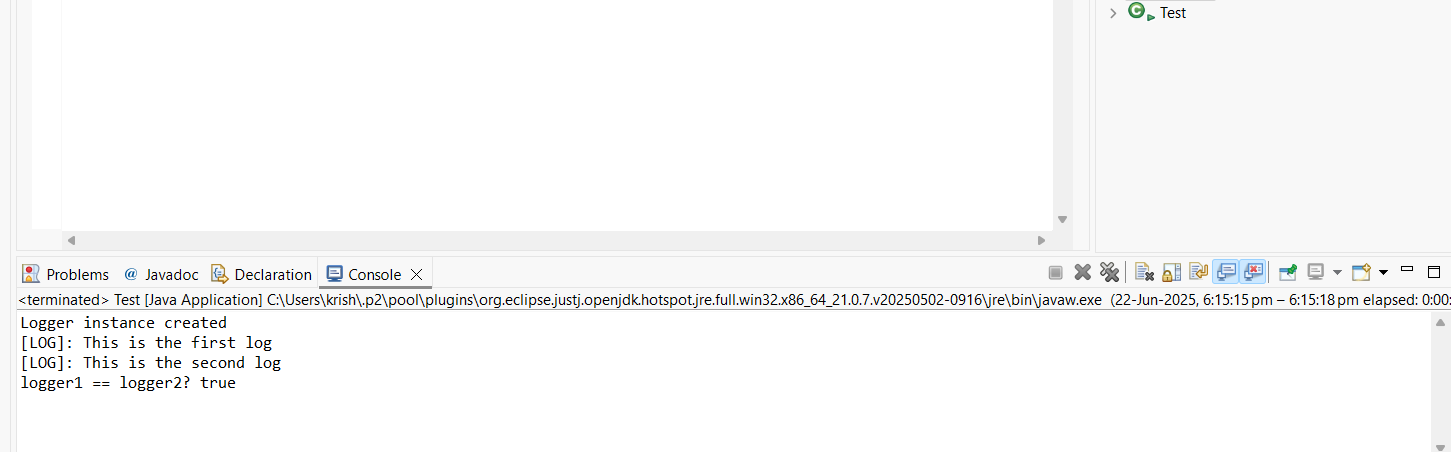 Test
Problems @ Javadoc Declaration Console
<terminated> Test [Java Application] C:\Users\krish\.p2\pool\plugins\org.eclipse.justj.openjdk.hotspot.jre.full.win32.x86_64_21.0.7.v20250502-0916\jre\bin\javaw.exe (22-Jun-2025, 6:15:15 pm – 6:15:18 pm elapsed: 0:00:
Logger instance created
[LOG]: This is the first log
[LOG]: This is the second log
logger1 == logger2? true